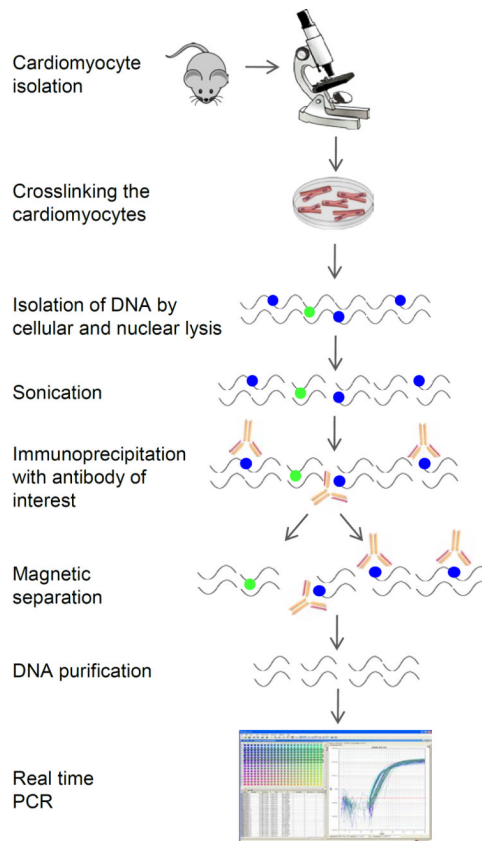 Cardiomyocyte
isolation
Crosslinking the
cardiomyocytes
Isolation of DNA by
cellular and nuclear lysis
Sonication
Immunoprecipitation
with antibody of
interest
Magnetic
separation
DNA purification
Real time
PCR